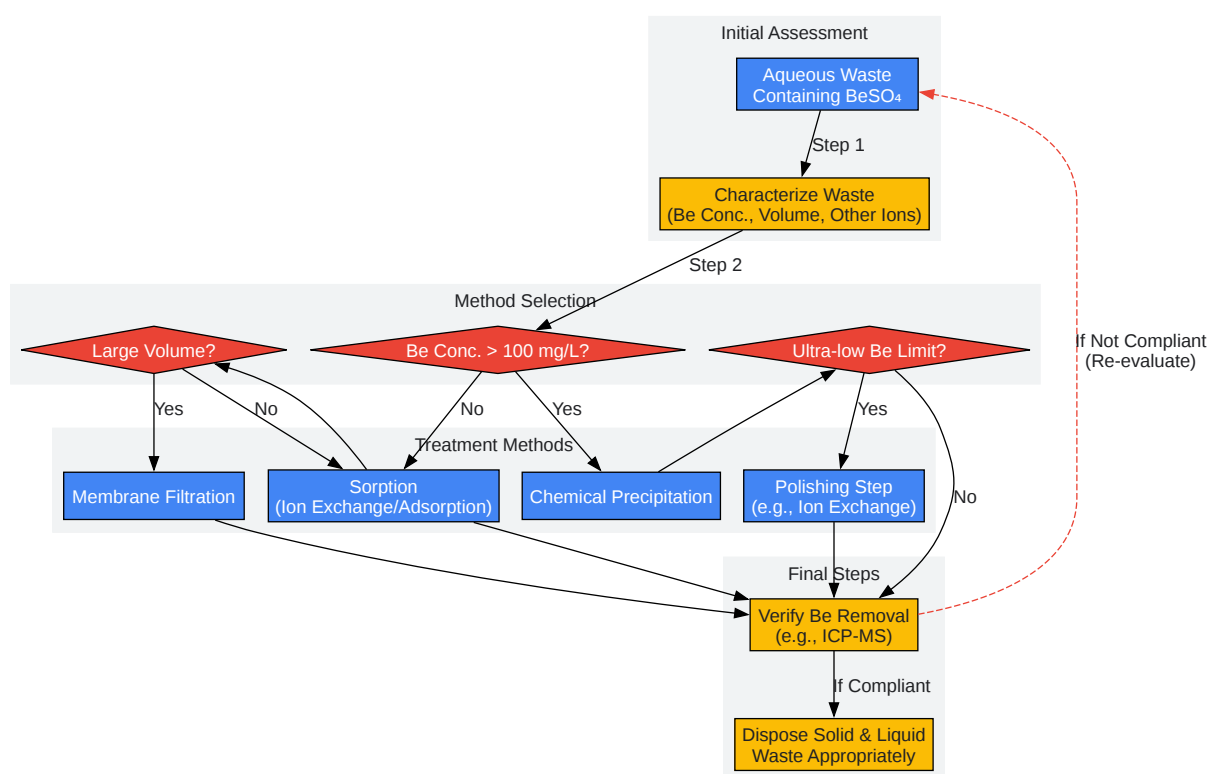 Initial Assessment
Aqueous Waste
Containing BeSO₄
Step 1
Characterize Waste
(Be Conc., Volume, Other Ions)
Step 2
Method Selection
Large Volume?
Be Conc. > 100 mg/L?
Ultra-low Be Limit?
If Not Compliant
(Re-evaluate)
Yes
No
No
Yes
Yes
No
Treatment Methods
Membrane Filtration
Sorption
(Ion Exchange/Adsorption)
Chemical Precipitation
Polishing Step
(e.g., Ion Exchange)
Final Steps
Verify Be Removal
(e.g., ICP-MS)
If Compliant
Dispose Solid & Liquid
Waste Appropriately